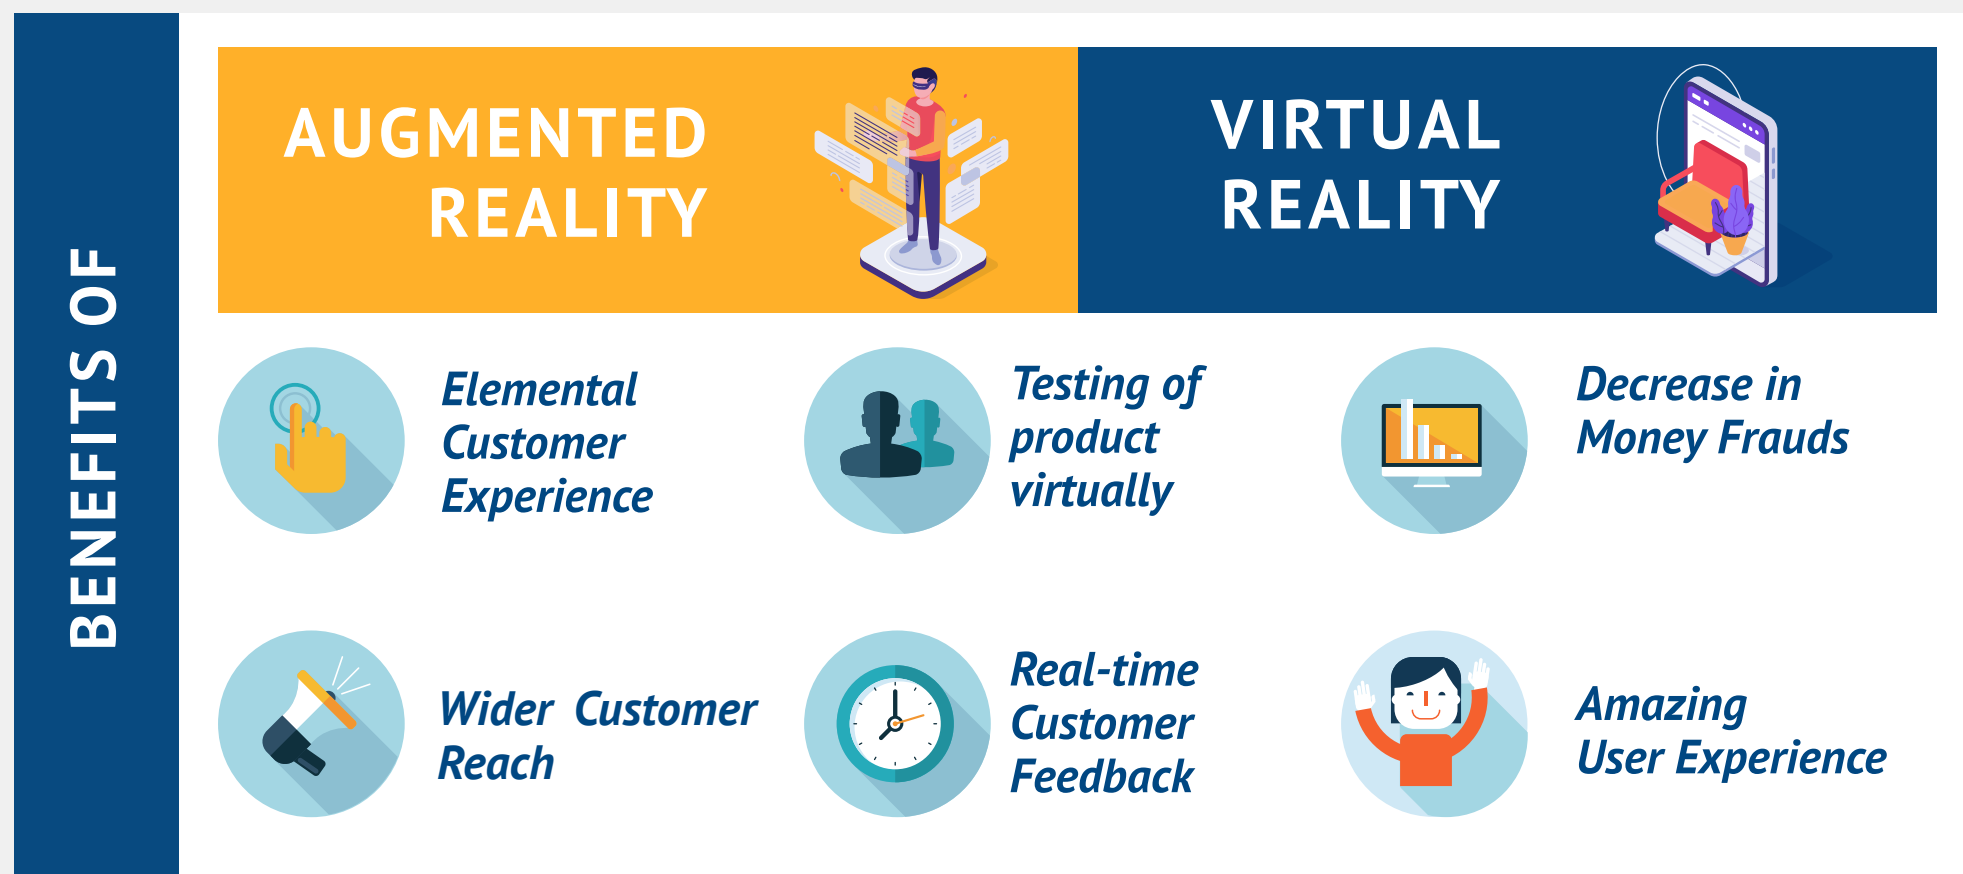 BENEFITS OF
AUGMENTED
REALITY
VIRTUAL
REALITY
Elemental
Customer
Experience
Testing of
product
virtually
Decrease in
Money Frauds
Wider Customer
Reach
Real-time
Customer
Feedback
Amazing
User Experience